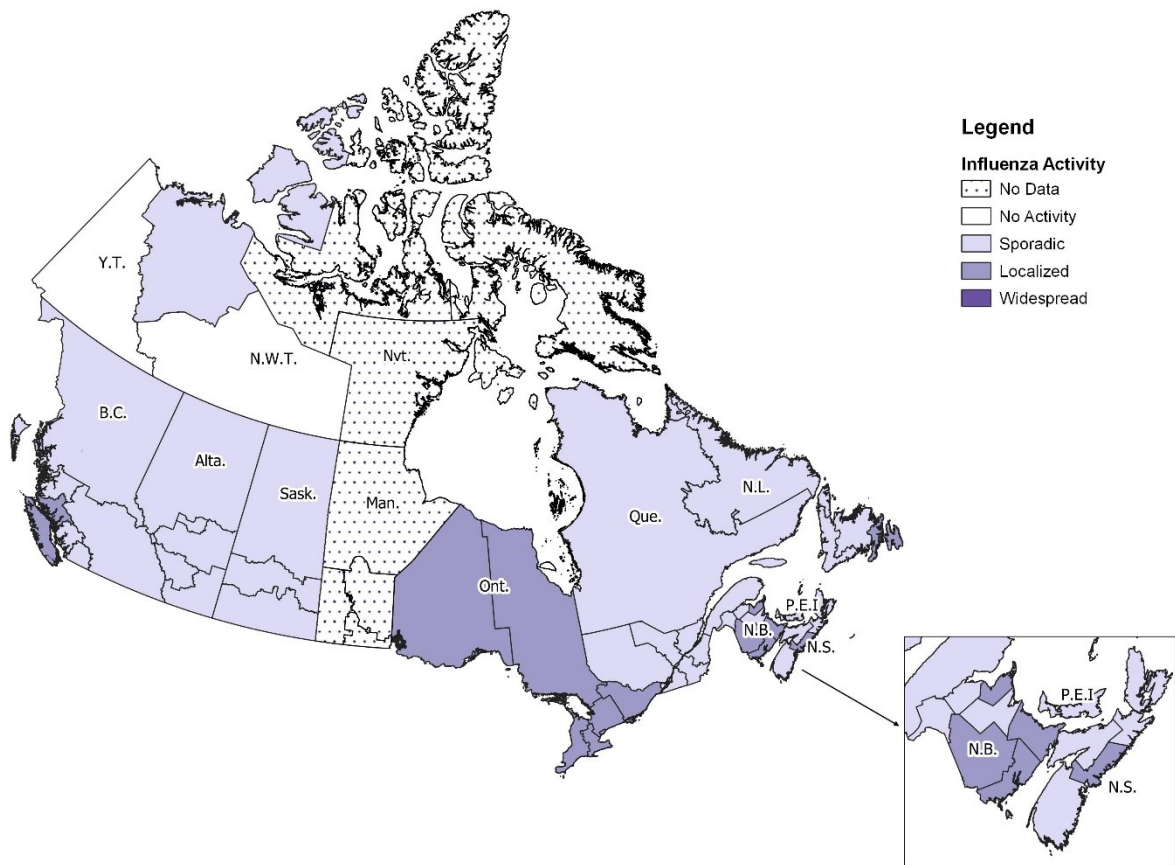 Legend
Influenza Activity
No Data
No Activity
Sporadic
Localized
Widespread
Y.T.
N.W.T.
Nvt.
B.C.
Alta.
Sask.
Man.
Ont.
Que.
N.L.
P.E.I
N.B.
N.S.
P.E.I
N.B.
N.S.